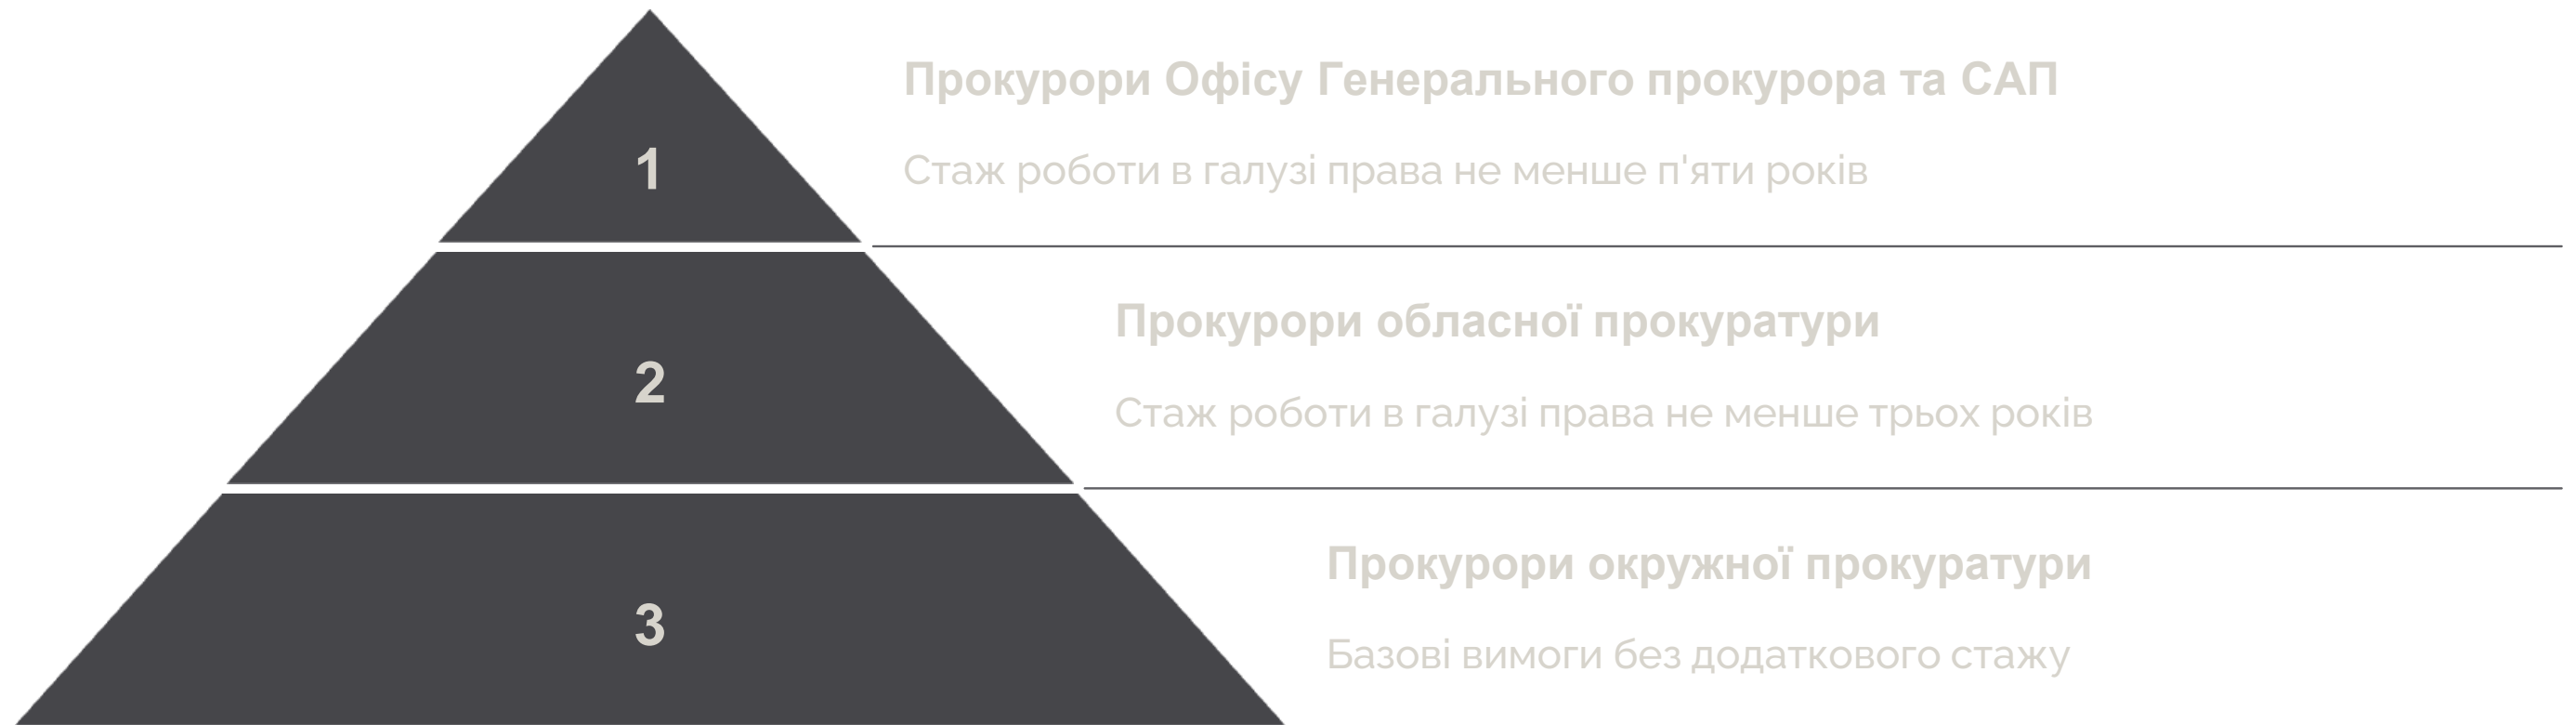 1
Прокурори Офісу Генерального прокурора та САП
Стаж роботи в галузі права не менше п'яти років
2
Прокурори обласної прокуратури
Стаж роботи в галузі права не менше трьох років
3
Прокурори окружної прокуратури
Базові вимоги без додаткового стажу